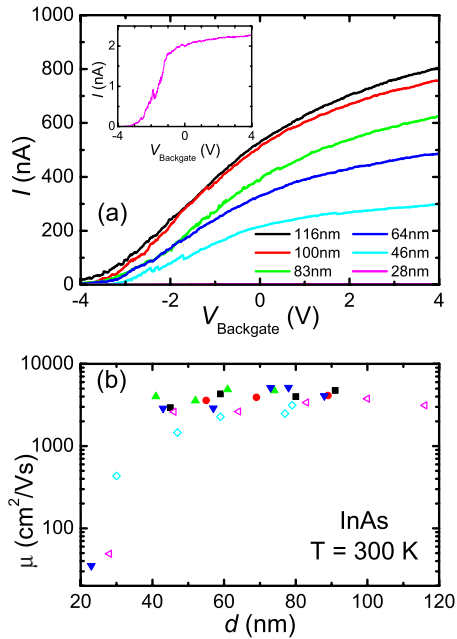 1000
800
600
400
200
0
I (nA)
(a)
2
1
0
I (nA)
-4 -2 0 2 4
V_Backgate (V)
116nm 64nm
100nm 46nm
83nm 28nm
-4 -2 0 2 4
V_Backgate (V)
(b)
10000
1000
100
μ (cm²/Vs)
InAs
T = 300 K
20 40 60 80 100 120
d (nm)